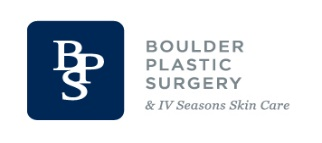 BPS
BOULDER
PLASTIC
SURGERY
& IV Seasons Skin Care